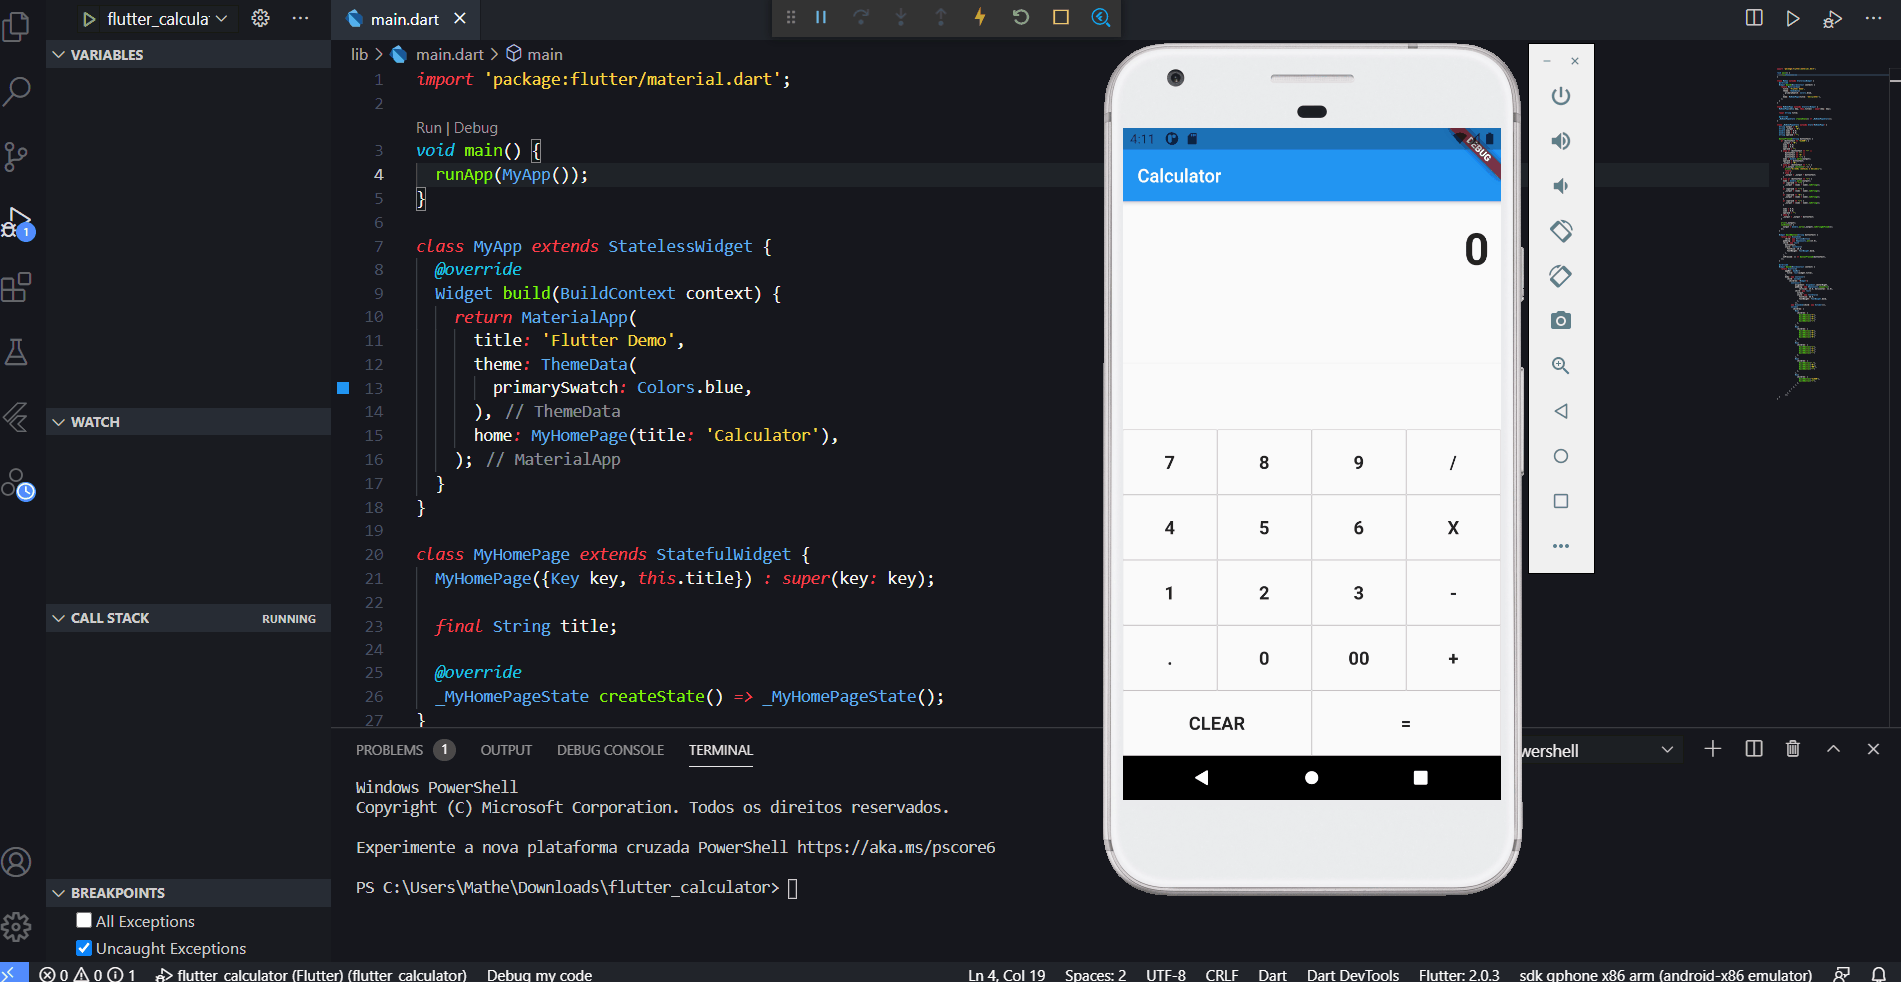 flutter_calcula
main.dart
VARIABLES
lib > main.dart > main
1 import 'package:flutter/material.dart';
2
Run | Debug
3 void main() {
4 runApp(MyApp());
5 }
6
7 class MyApp extends StatelessWidget {
8 @override
9 Widget build(BuildContext context) {
10 return MaterialApp(
11 title: 'Flutter Demo',
12 theme: ThemeData(
13 primarySwatch: Colors.blue,
14 ), // ThemeData
15 home: MyHomePage(title: 'Calculator'),
16 ); // MaterialApp
17 }
18 }
19
20 class MyHomePage extends StatefulWidget {
21 MyHomePage({Key key, this.title}) : super(key: key);
22
23 final String title;
24
25 @override
26 _MyHomePageState createState() => _MyHomePageState();
27 }
1
WATCH
CALL STACK RUNNING
BREAKPOINTS
All Exceptions
Uncaught Exceptions
4:11
DEBUG
Calculator
0
7 8 9 /
4 5 6 X
1 2 3 -
. 0 00 +
CLEAR =
PROBLEMS 1 OUTPUT DEBUG CONSOLE TERMINAL
wershell
Windows PowerShell
Copyright (C) Microsoft Corporation. Todos os direitos reservados.
Experimente a nova plataforma cruzada PowerShell https://aka.ms/pscore6
PS C:\Users\Mathe\Downloads\flutter_calculator>
0 0 1 flutter_calculator (Flutter) (flutter_calculator) Debug my code Ln 4, Col 19 Spaces: 2 UTF-8 CRLF Dart Dart DevTools Flutter: 2.0.3 sdk gphone x86 arm (android-x86 emulator)